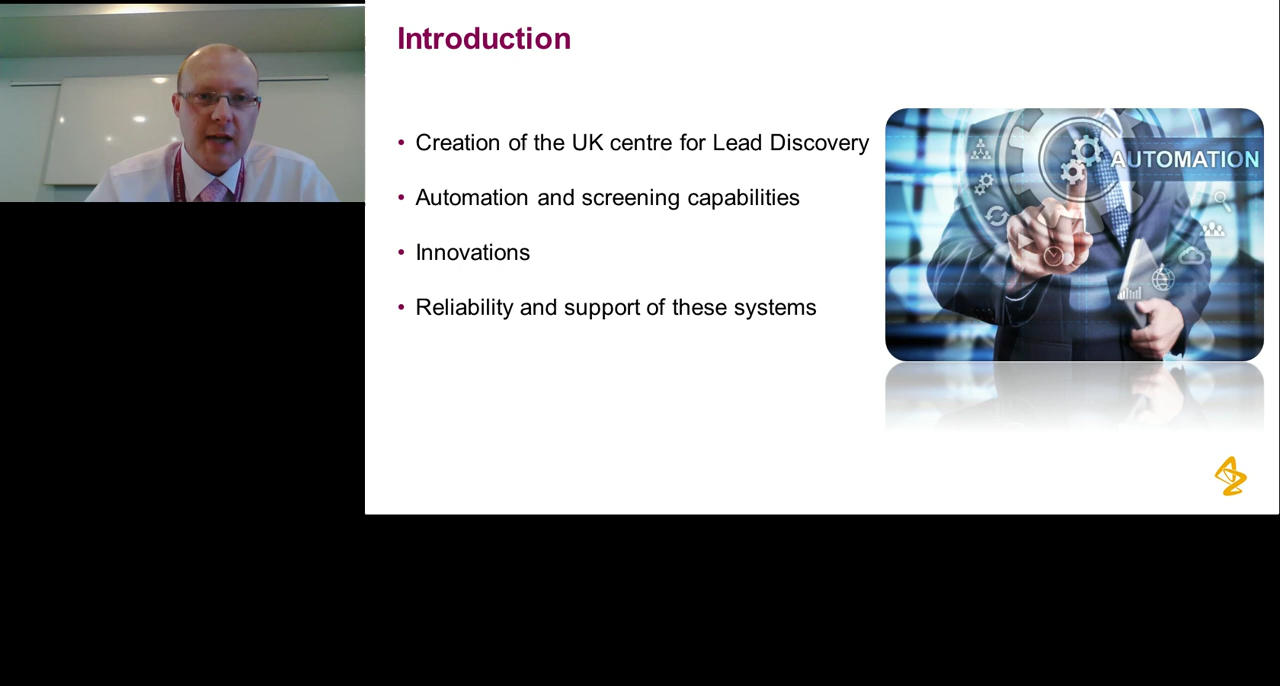 Introduction
• Creation of the UK centre for Lead Discovery
• Automation and screening capabilities
• Innovations
• Reliability and support of these systems
AUTOMATION